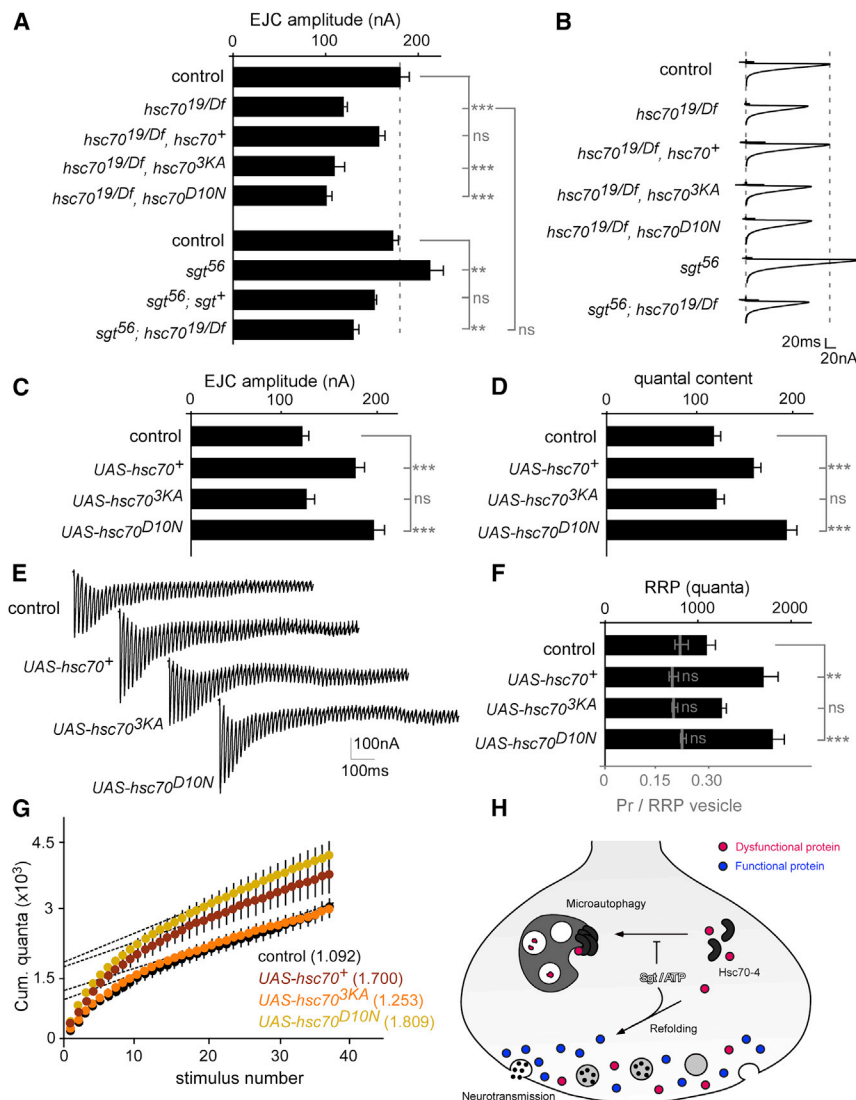 A
EJC amplitude (nA)
0 100 200
control
hsc70^19/Df
hsc70^19/Df, hsc70^+
hsc70^19/Df, hsc70^3KA
hsc70^19/Df, hsc70^D10N
***
ns
***
***
control
sgt^56
sgt^56; sgt^+
sgt^56; hsc70^19/Df
**
ns
**
ns
B
control
hsc70^19/Df
hsc70^19/Df, hsc70^+
hsc70^19/Df, hsc70^3KA
hsc70^19/Df, hsc70^D10N
sgt^56
sgt^56; hsc70^19/Df
20ms
20nA
C
EJC amplitude (nA)
0 100 200
control
UAS-hsc70^+
UAS-hsc70^3KA
UAS-hsc70^D10N
***
ns
***
D
quantal content
0 100 200
control
UAS-hsc70^+
UAS-hsc70^3KA
UAS-hsc70^D10N
***
ns
***
E
control
UAS-hsc70^+
UAS-hsc70^3KA
UAS-hsc70^D10N
100nA
100ms
F
RRP (quanta)
0 1000 2000
control
UAS-hsc70^+ ns
UAS-hsc70^3KA ns
UAS-hsc70^D10N ns
**
ns
***
0 0.15 0.30
Pr / RRP vesicle
G
Cum. quanta (x10^3)
4.5
3
1.5
0
control (1.092)
UAS-hsc70^+ (1.700)
UAS-hsc70^3KA (1.253)
UAS-hsc70^D10N (1.809)
0 10 20 30 40
stimulus number
H
Dysfunctional protein
Functional protein
Microautophagy
Hsc70-4
Sgt / ATP
Refolding
Neurotransmission